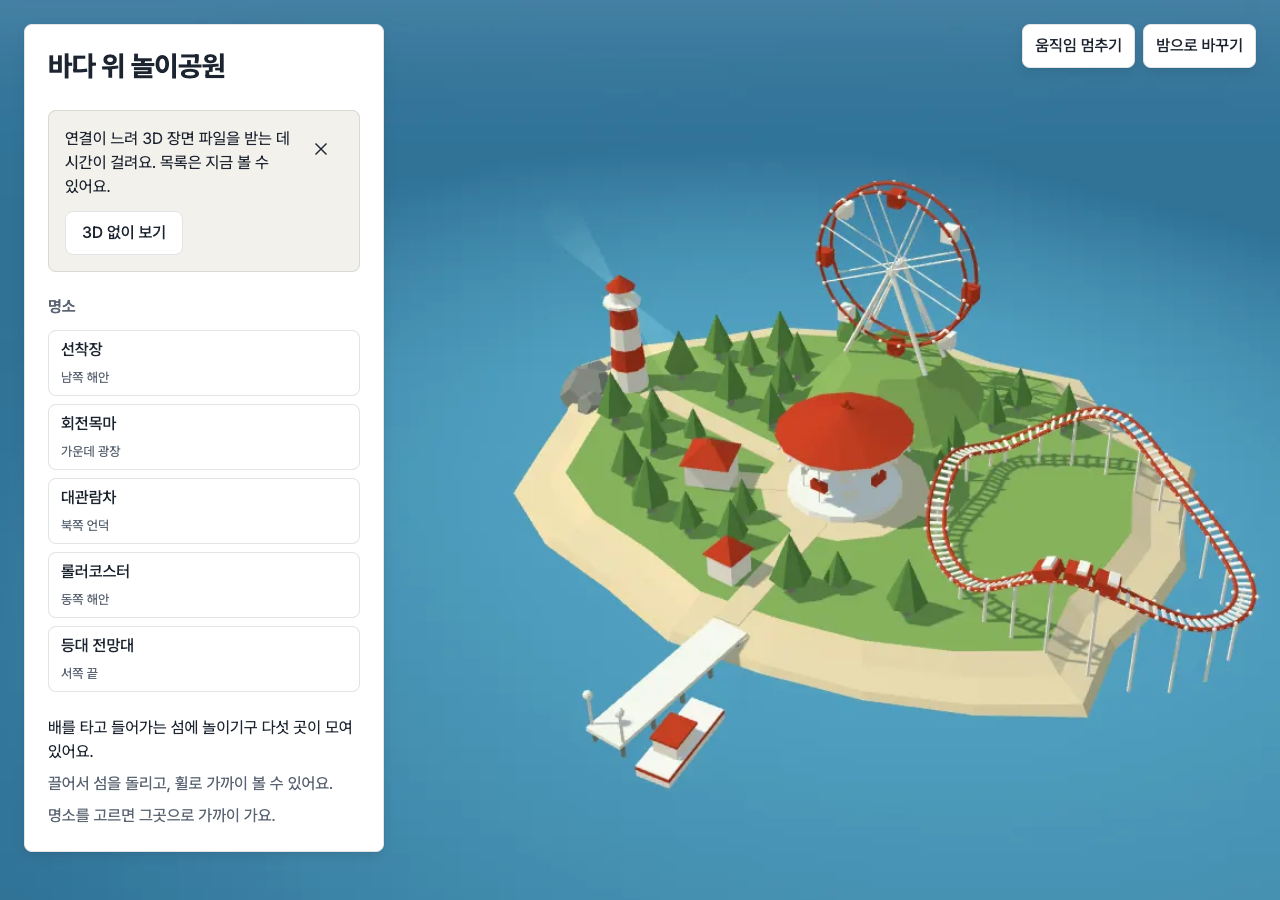 바다 위 놀이공원
움직임 멈추기
밤으로 바꾸기
연결이 느려 3D 장면 파일을 받는 데
시간이 걸려요. 목록은 지금 볼 수
있어요.
3D 없이 보기
명소
선착장
남쪽 해안
회전목마
가운데 광장
대관람차
북쪽 언덕
롤러코스터
동쪽 해안
등대 전망대
서쪽 끝
배를 타고 들어가는 섬에 놀이기구 다섯 곳이 모여
있어요.
끌어서 섬을 돌리고, 휠로 가까이 볼 수 있어요.
명소를 고르면 그곳으로 가까이 가요.